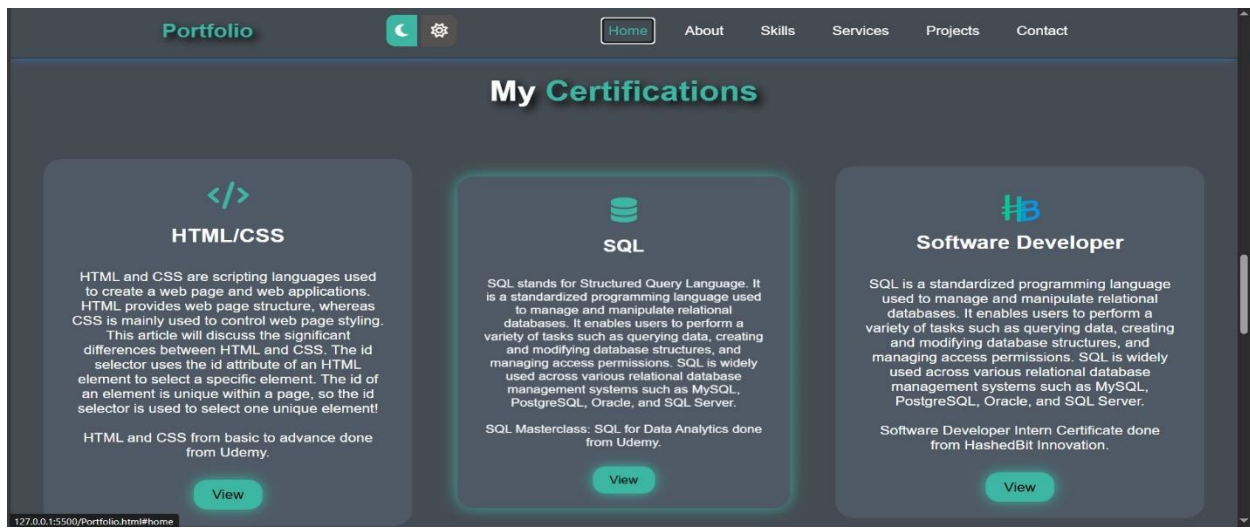 Portfolio
Home About Skills Services Projects Contact
My Certifications
</>
HTML/CSS
HTML and CSS are scripting languages used
to create a web page and web applications.
HTML provides web page structure, whereas
CSS is mainly used to control web page styling.
This article will discuss the significant
differences between HTML and CSS. The id
selector uses the id attribute of an HTML
element to select a specific element. The id of
an element is unique within a page, so the id
selector is used to select one unique element!
HTML and CSS from basic to advance done
from Udemy.
View
SQL
SQL stands for Structured Query Language. It
is a standardized programming language used
to manage and manipulate relational
databases. It enables users to perform a
variety of tasks such as querying data, creating
and modifying database structures, and
managing access permissions. SQL is widely
used across various relational database
management systems such as MySQL,
PostgreSQL, Oracle, and SQL Server.
SQL Masterclass: SQL for Data Analytics done
from Udemy.
View
HB
Software Developer
SQL is a standardized programming language
used to manage and manipulate relational
databases. It enables users to perform a
variety of tasks such as querying data, creating
and modifying database structures, and
managing access permissions. SQL is widely
used across various relational database
management systems such as MySQL,
PostgreSQL, Oracle, and SQL Server.
Software Developer Intern Certificate done
from HashedBit Innovation.
View
127.0.0.1:5500/Portfolio.html#home